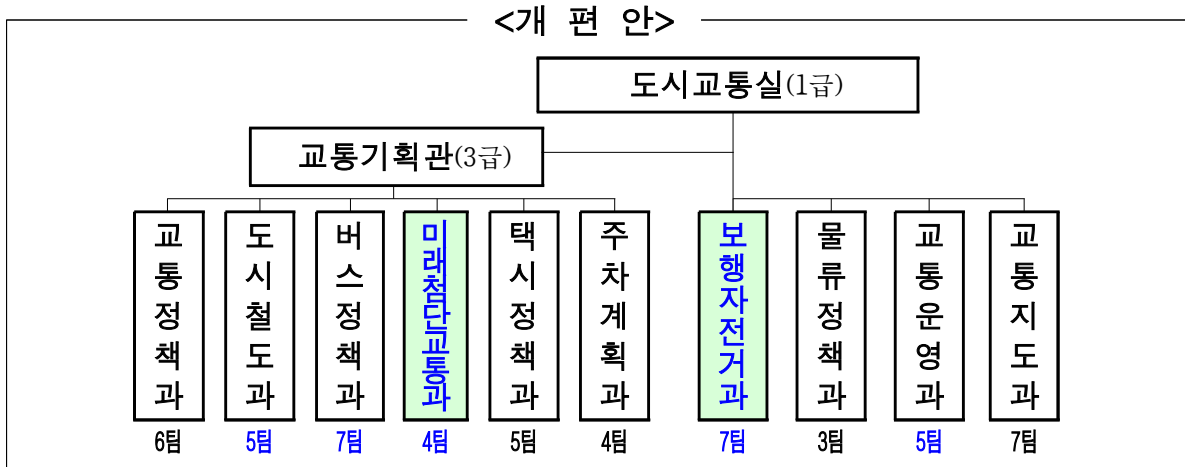 <개 편 안>
도시교통실(1급)
교통기획관(3급)
교통정책과
도시철도과
버스정책과
미래첨단교통과
택시정책과
주차계획과
보행자전거과
물류정책과
교통운영과
교통지도과
6팀 5팀 7팀 4팀 5팀 4팀 7팀 3팀 5팀 7팀